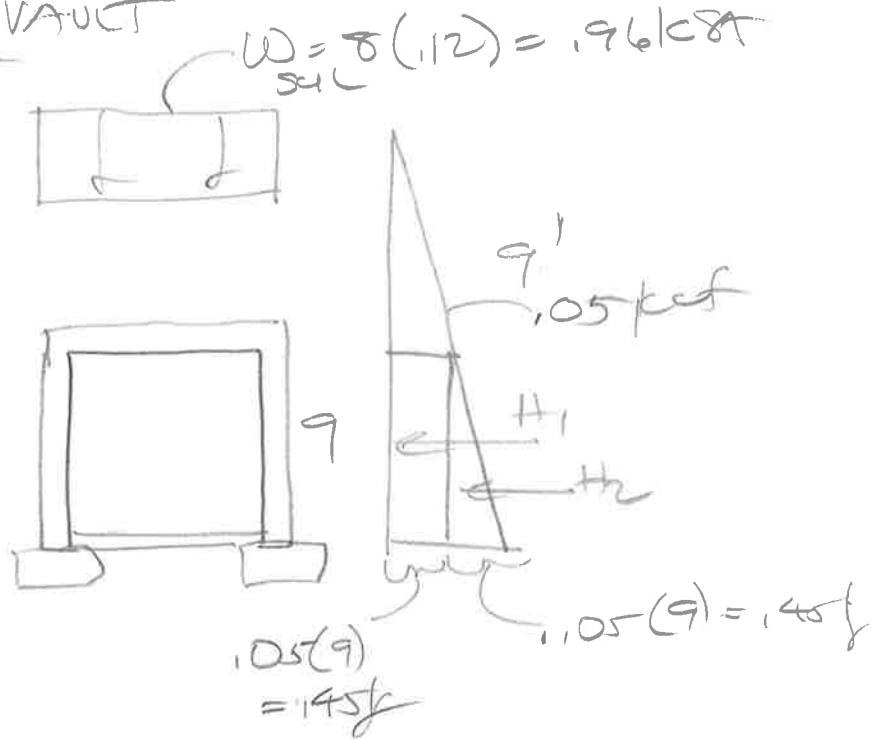 VAULT
W = 8(.12) = .96 ksf
SOIL
9'
.05 kcf
9
H1
H2
.05(9)
= .45k
.05(9) = .45k